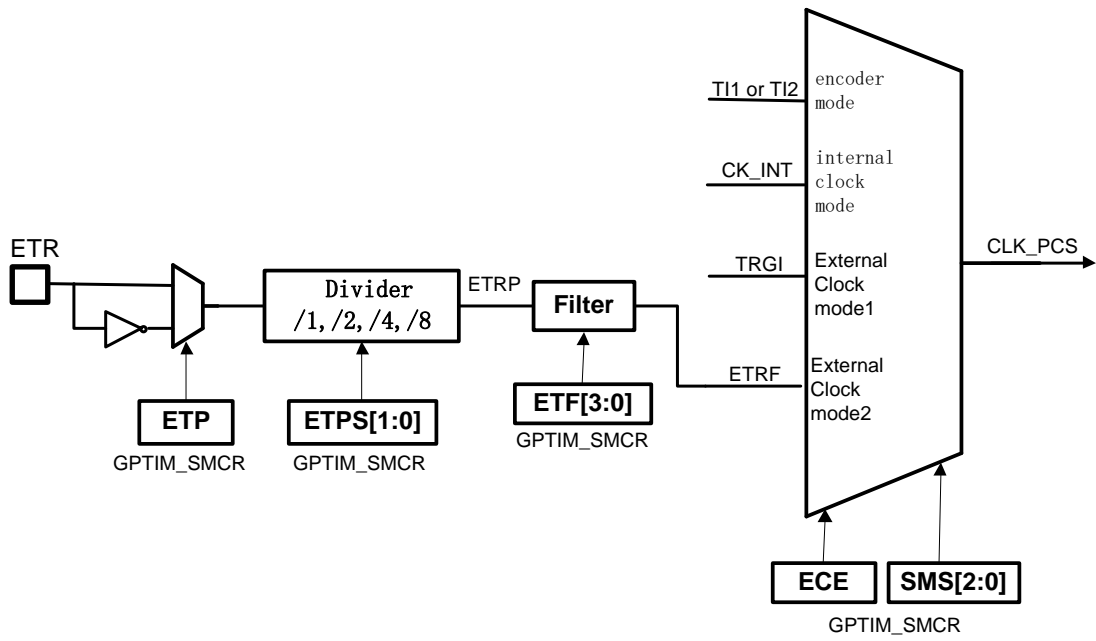 TI1 or TI2
encoder
mode
CK_INT
internal
clock
mode
ETR
TRGI
External
Clock
mode1
CLK_PCS
Divider
/1, /2, /4, /8
ETRP
Filter
ETRF
External
Clock
mode2
ETP
GPTIM_SMCR
ETPS[1:0]
GPTIM_SMCR
ETF[3:0]
GPTIM_SMCR
ECE
SMS[2:0]
GPTIM_SMCR